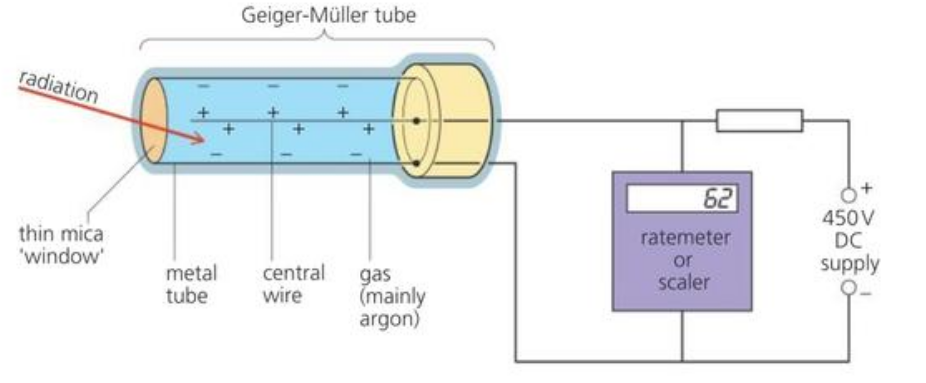 Geiger-Müller tube
radiation
thin mica
'window'
metal
tube
central
wire
gas
(mainly
argon)
62
ratemeter
or
scaler
+
450 V
DC
supply
−